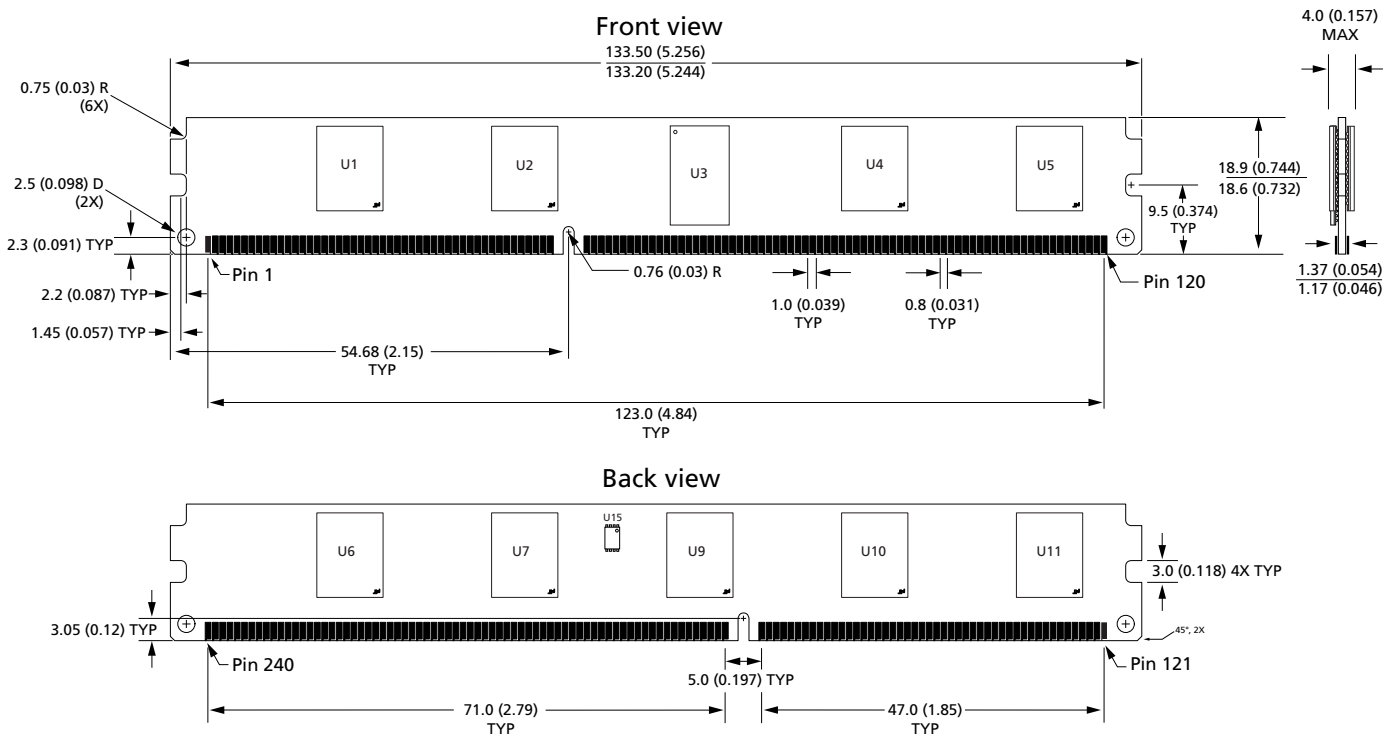 Front view
133.50 (5.256)
133.20 (5.244)
4.0 (0.157)
MAX
0.75 (0.03) R
(6X)
U1
U2
U3
U4
U5
2.5 (0.098) D
(2X)
18.9 (0.744)
18.6 (0.732)
9.5 (0.374)
TYP
2.3 (0.091) TYP
Pin 1
0.76 (0.03) R
Pin 120
2.2 (0.087) TYP
1.0 (0.039)
TYP
0.8 (0.031)
TYP
1.37 (0.054)
1.17 (0.046)
1.45 (0.057) TYP
54.68 (2.15)
TYP
123.0 (4.84)
TYP
Back view
U15
U6
U7
U9
U10
U11
3.0 (0.118) 4X TYP
3.05 (0.12) TYP
45°, 2X
Pin 240
Pin 121
5.0 (0.197) TYP
71.0 (2.79)
TYP
47.0 (1.85)
TYP